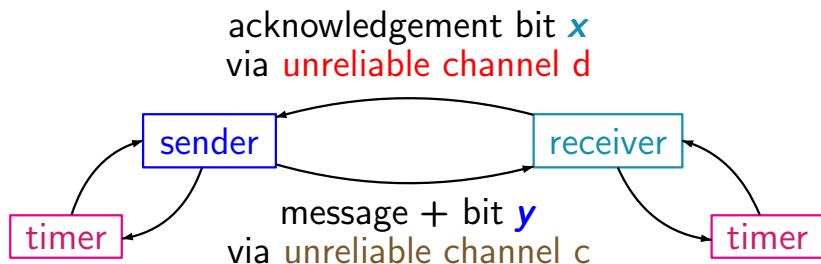 acknowledgement bit x
via unreliable channel d
sender
receiver
message + bit y
timer
timer
via unreliable channel c